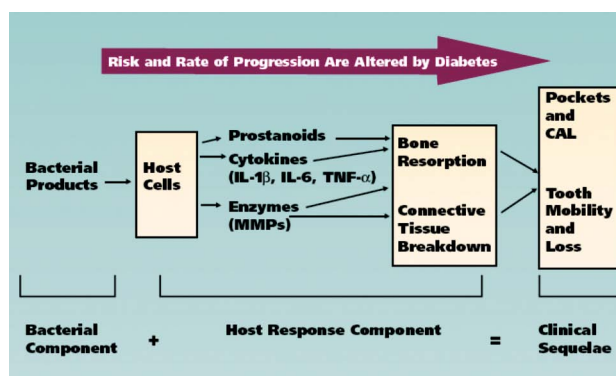 Risk and Rate of Progression Are Altered by Diabetes
Bacterial
Products
Host
Cells
Prostanoids
Cytokines
(IL-1β, IL-6, TNF-α)
Enzymes
(MMPs)
Bone
Resorption
Connective
Tissue
Breakdown
Pockets
and
CAL
Tooth
Mobility
and
Loss
Bacterial
Component
+
Host Response Component
=
Clinical
Sequelae